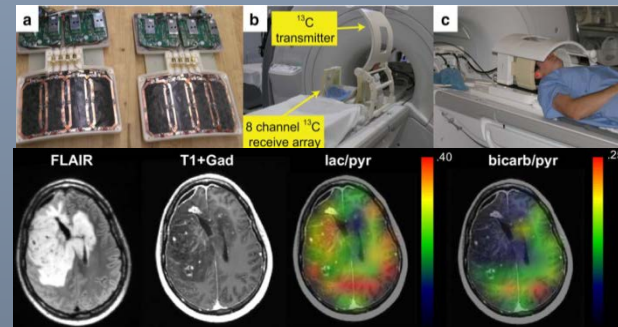 a
b
c
¹³C
transmitter
8 channel ¹³C
receive array
FLAIR
T1+Gad
lac/pyr
.40
bicarb/pyr